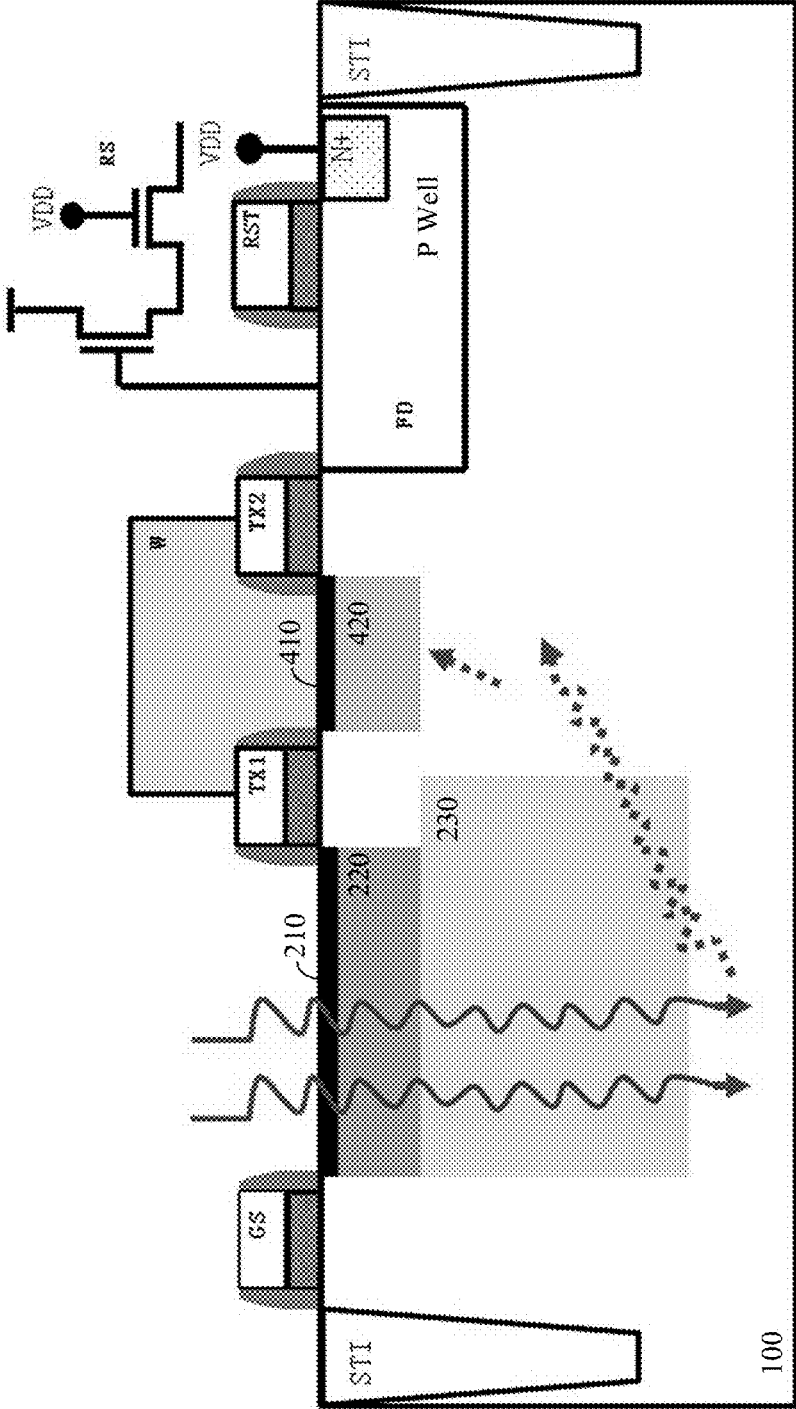 VDD
RS
W
VDD
GS
TX1
TX2
RST
210
410
STI
220
420
N+
STI
230
FD
P Well
100